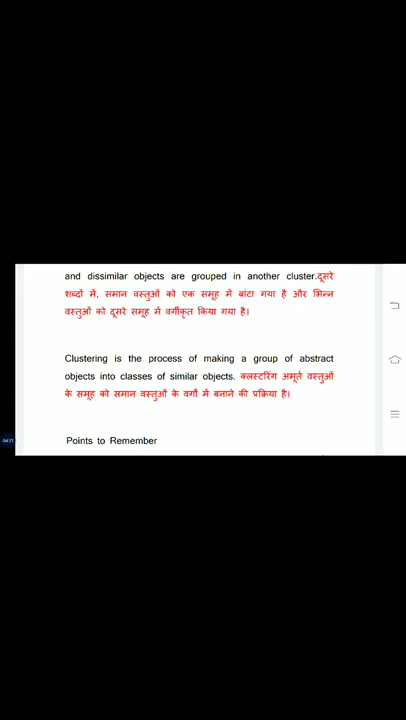 and dissimilar objects are grouped in another cluster.दूसरे
शब्दों में, समान वस्तुओं को एक समूह में बांटा गया है और भिन्न
वस्तुओं को दूसरे समूह में वर्गीकृत किया गया है।
Clustering is the process of making a group of abstract
objects into classes of similar objects. क्लस्टरिंग अमूर्त वस्तुओं
के समूह को समान वस्तुओं के वर्गों में बनाने की प्रक्रिया है।
04:11
Points to Remember